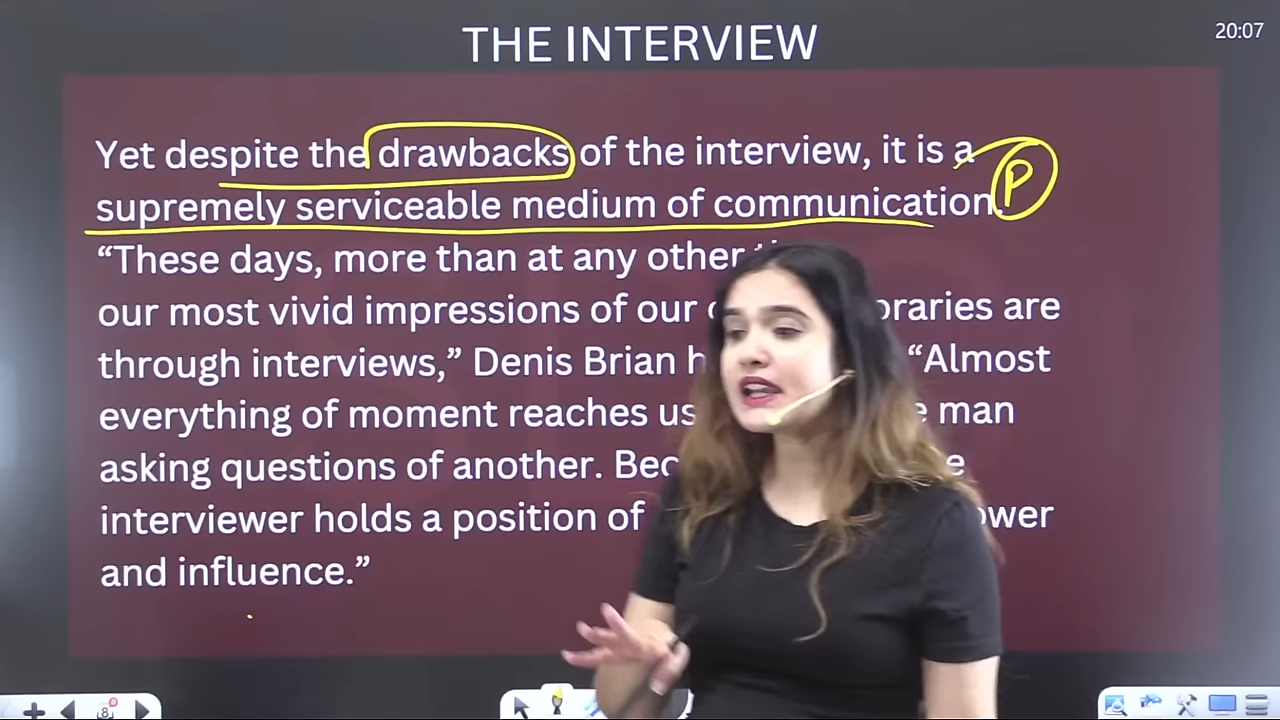 THE INTERVIEW
20:07
Yet despite the drawbacks of the interview, it is a
supremely serviceable medium of communication.
P
“These days, more than at any other
our most vivid impressions of our are
through interviews,” Denis Brian “Almost
everything of moment reaches us man
asking questions of another.
interviewer holds a position of
and influence.”
8